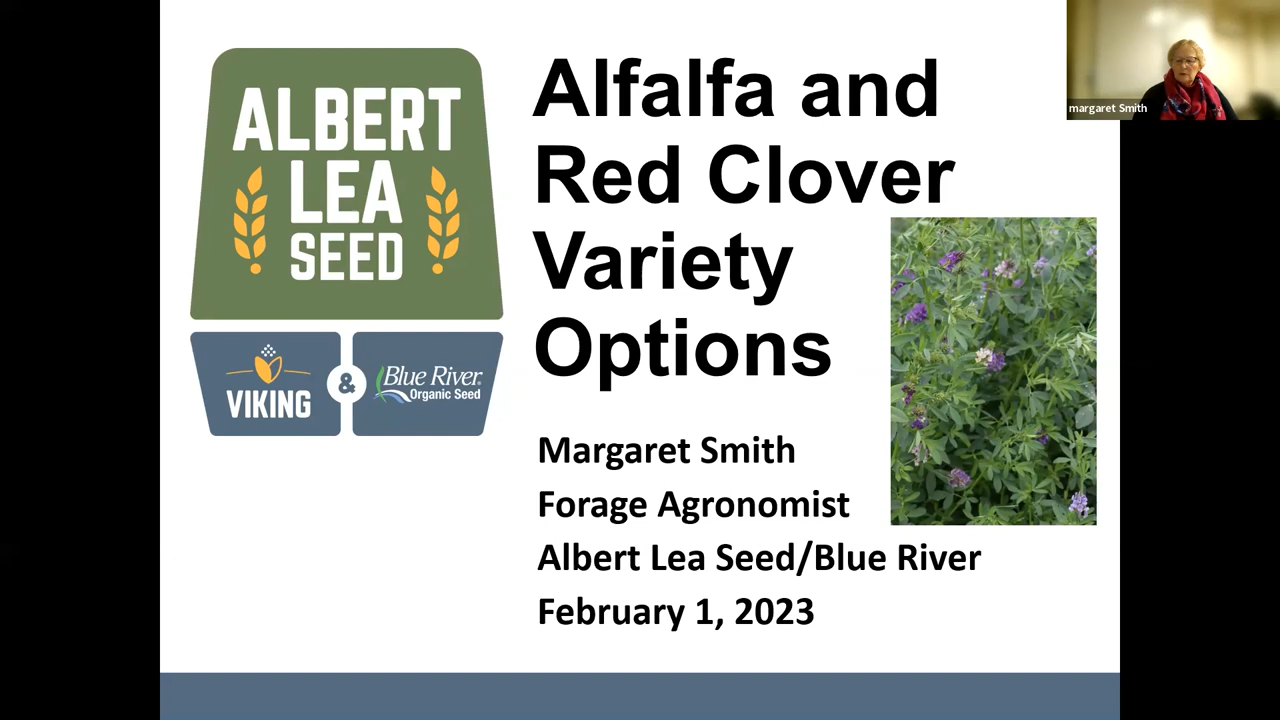 ALBERT
LEA
SEED
VIKING
&
Blue River®
Organic Seed
Alfalfa and
Red Clover
Variety
Options
Margaret Smith
Forage Agronomist
Albert Lea Seed/Blue River
February 1, 2023
margaret Smith